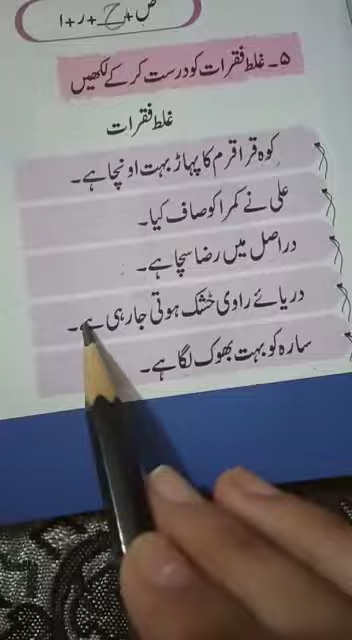 ص + ح + ر + ا
۵۔ غلط فقرات کو درست کر کے لکھیں
غلط فقرات
کوہ قراقرم کا پہاڑ بہت اونچا ہے۔
علی نے کمرا کو صاف کیا۔
دراصل میں رضا سچا ہے۔
دریائے راوی خشک ہوتی جا رہی ہے۔
سارہ کو بہت بھوک لگا ہے۔